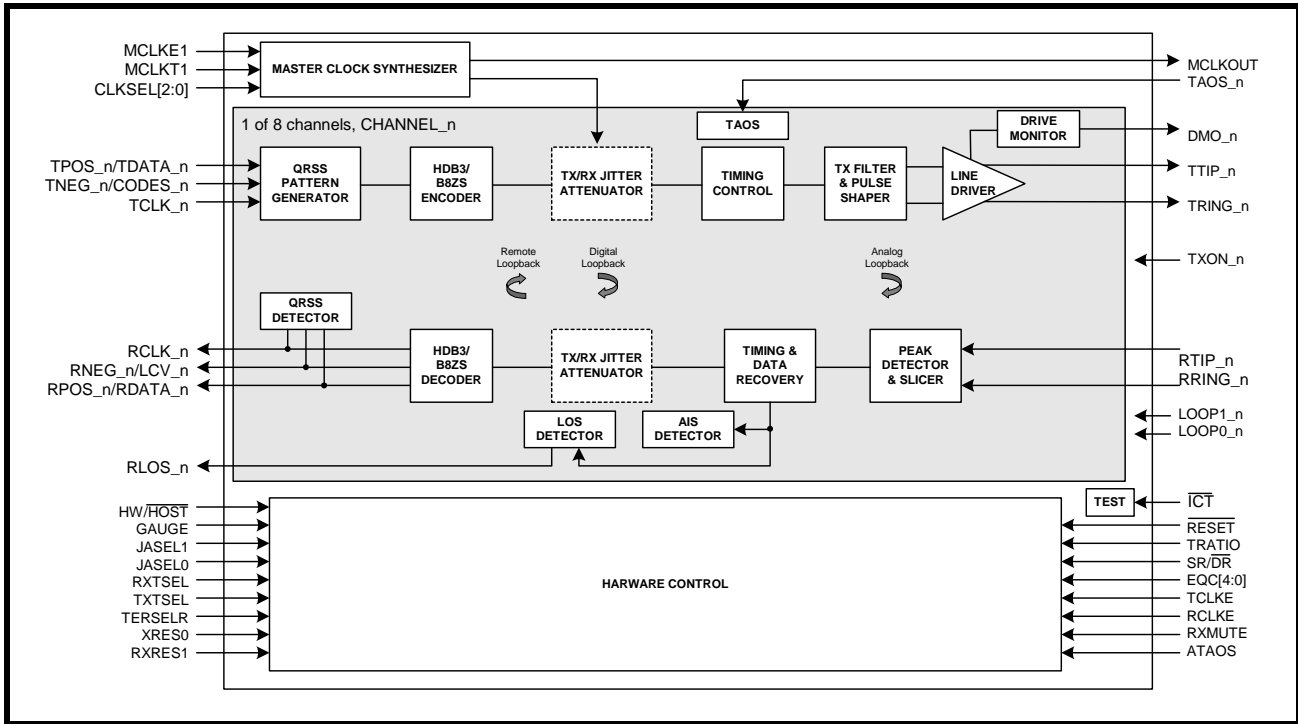 MCLKE1
MCLKT1
CLKSEL[2:0]
MASTER CLOCK SYNTHESIZER
MCLKOUT
TAOS_n
1 of 8 channels, CHANNEL_n
TAOS
DRIVE
MONITOR
DMO_n
TPOS_n/TDATA_n
TNEG_n/CODES_n
TCLK_n
QRSS
PATTERN
GENERATOR
HDB3/
B8ZS
ENCODER
TX/RX JITTER
ATTENUATOR
TIMING
CONTROL
TX FILTER
& PULSE
SHAPER
LINE
DRIVER
TTIP_n
TRING_n
Remote
Loopback
Digital
Loopback
Analog
Loopback
TXON_n
QRSS
DETECTOR
RCLK_n
RNEG_n/LCV_n
RPOS_n/RDATA_n
HDB3/
B8ZS
DECODER
TX/RX JITTER
ATTENUATOR
TIMING &
DATA
RECOVERY
PEAK
DETECTOR
& SLICER
RTIP_n
RRING_n
LOS
DETECTOR
AIS
DETECTOR
LOOP1_n
LOOP0_n
RLOS_n
TEST
ICT
HW/HOST
GAUGE
JASEL1
JASEL0
RXTSEL
TXTSEL
TERSELR
XRES0
RXRES1
HARWARE CONTROL
RESET
TRATIO
SR/DR
EQC[4:0]
TCLKE
RCLKE
RXMUTE
ATAOS